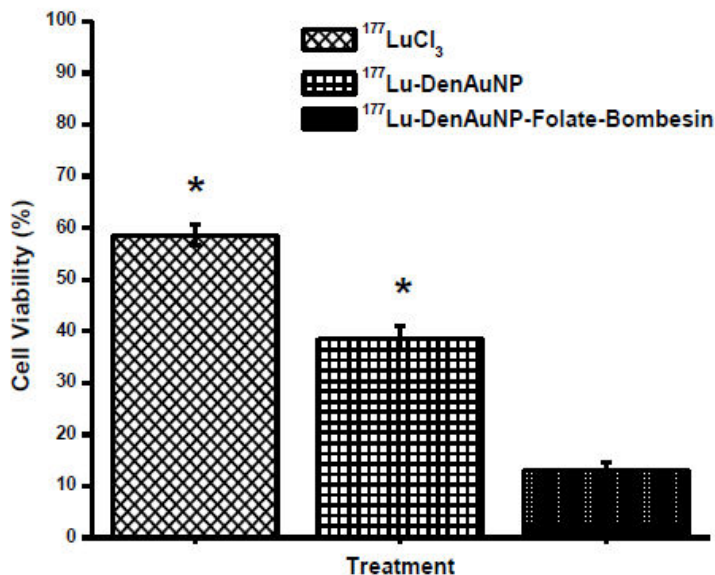 100
90
80
70
60
50
40
30
20
10
0
Cell Viability (%)
¹⁷⁷LuCl₃
¹⁷⁷Lu-DenAuNP
¹⁷⁷Lu-DenAuNP-Folate-Bombesin
*
*
Treatment